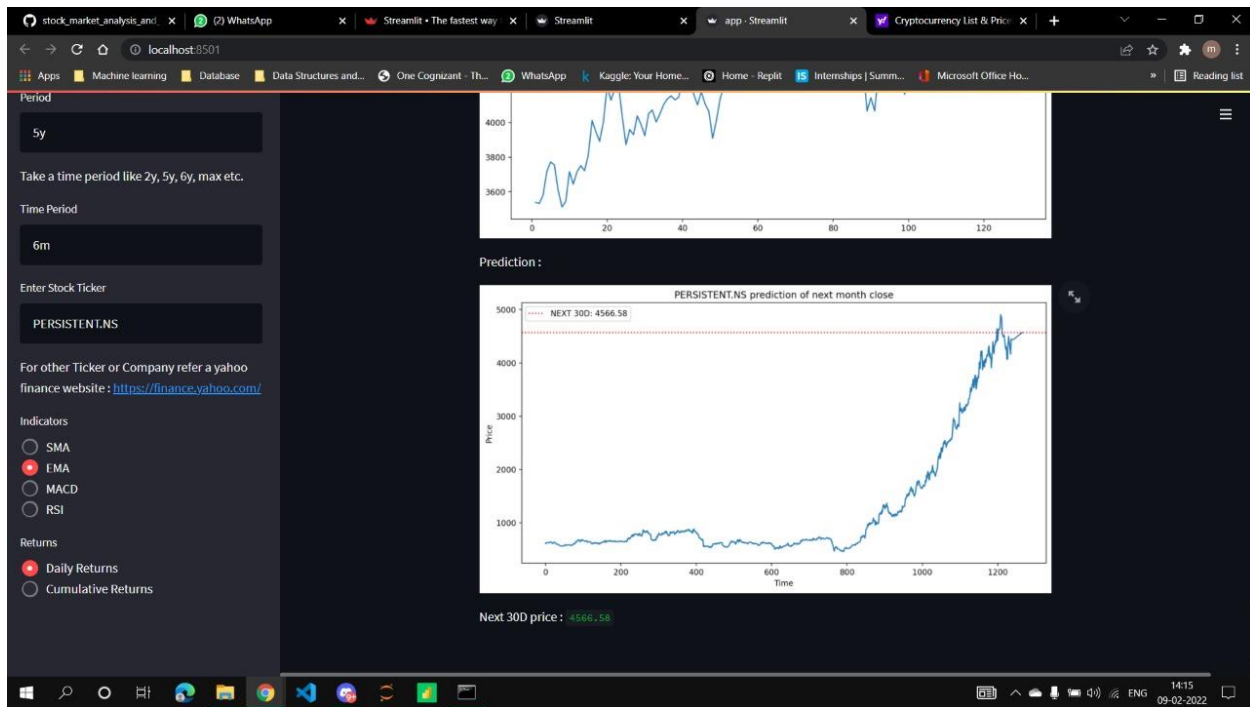 stock_market_analysis_and_
(2) WhatsApp
Streamlit • The fastest way
Streamlit
app · Streamlit
Cryptocurrency List & Price
localhost:8501
Apps
Machine learning
Database
Data Structures and...
One Cognizant - Th...
WhatsApp
Kaggle: Your Home...
Home - Replit
Internships | Summ...
Microsoft Office Ho...
»
Reading list
Period
5y
Take a time period like 2y, 5y, 6y, max etc.
Time Period
6m
Enter Stock Ticker
PERSISTENT.NS
For other Ticker or Company refer a yahoo
finance website : https://finance.yahoo.com/
Indicators
SMA
EMA
MACD
RSI
Returns
Daily Returns
Cumulative Returns
4000
3800
3600
0 20 40 60 80 100 120
Prediction :
PERSISTENT.NS prediction of next month close
NEXT 30D: 4566.58
5000
4000
3000
2000
1000
Price
0 200 400 600 800 1000 1200
Time
Next 30D price : 4566.58
ENG
14:15
09-02-2022